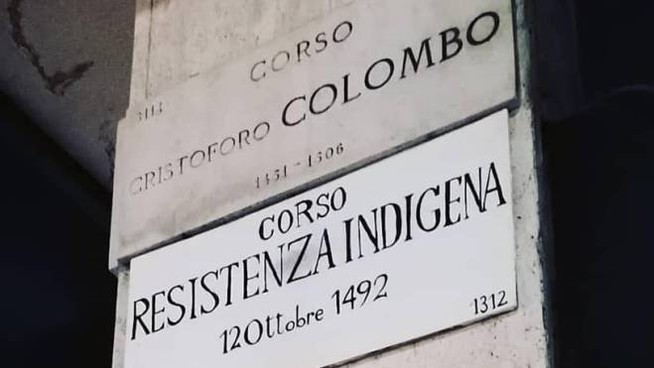 CORSO
CRISTOFORO COLOMBO
1451-1506
CORSO
RESISTENZA INDIGENA
12 Ottobre 1492
1312